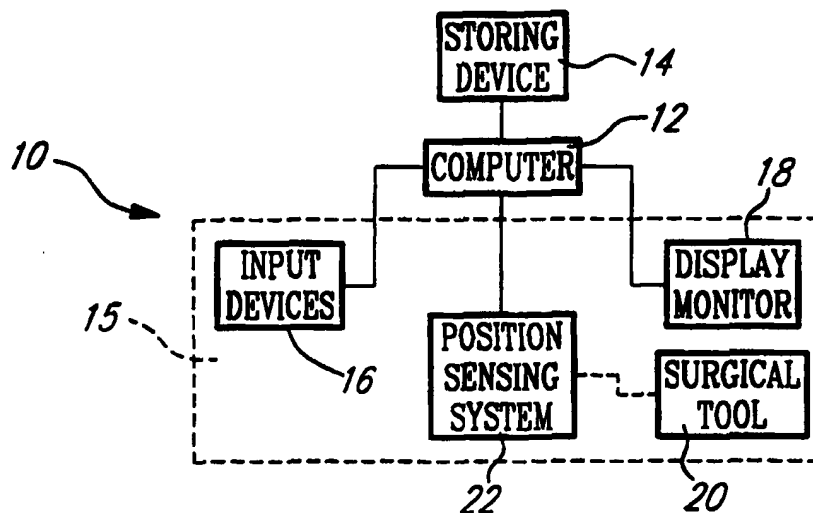 STORING
DEVICE
14
12
COMPUTER
10
18
INPUT
DEVICES
DISPLAY
MONITOR
15
16
POSITION
SENSING
SYSTEM
SURGICAL
TOOL
22
20